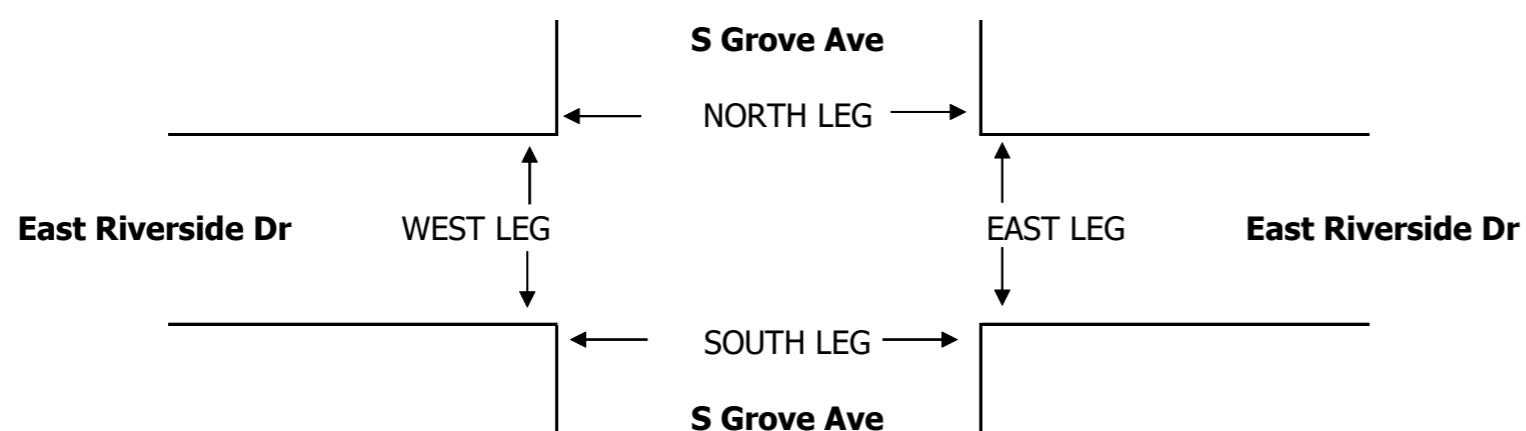 S Grove Ave
NORTH LEG
East Riverside Dr WEST LEG EAST LEG East Riverside Dr
SOUTH LEG
S Grove Ave